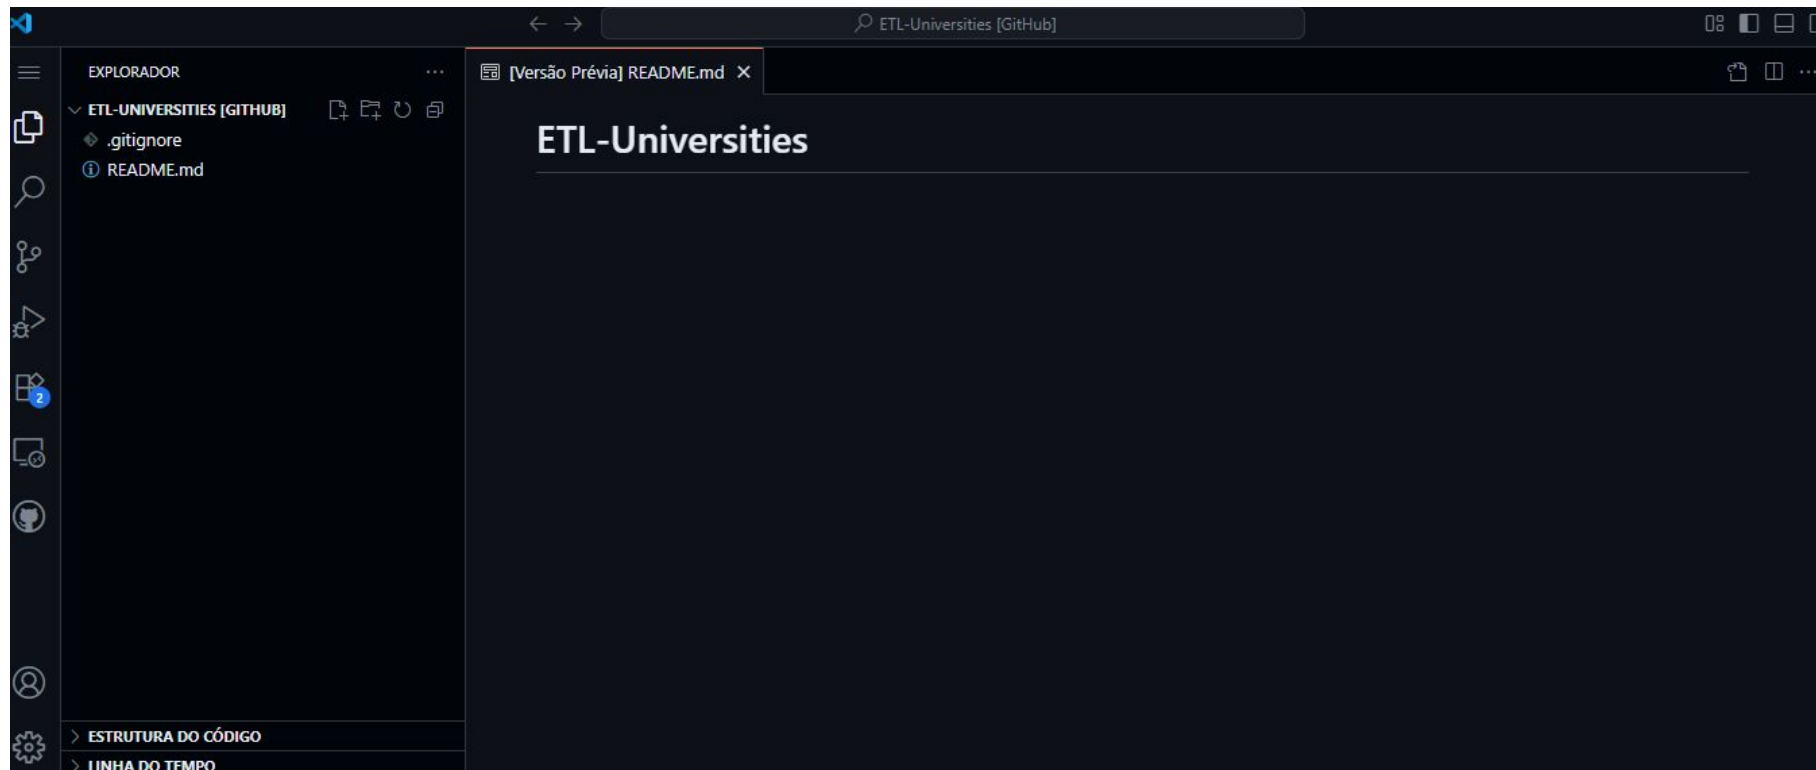 ETL-Universities [GitHub]
EXPLORADOR
[Versão Prévia] README.md
ETL-UNIVERSITIES [GITHUB]
.gitignore
README.md
ETL-Universities
2
ESTRUTURA DO CÓDIGO
LINHA DO TEMPO